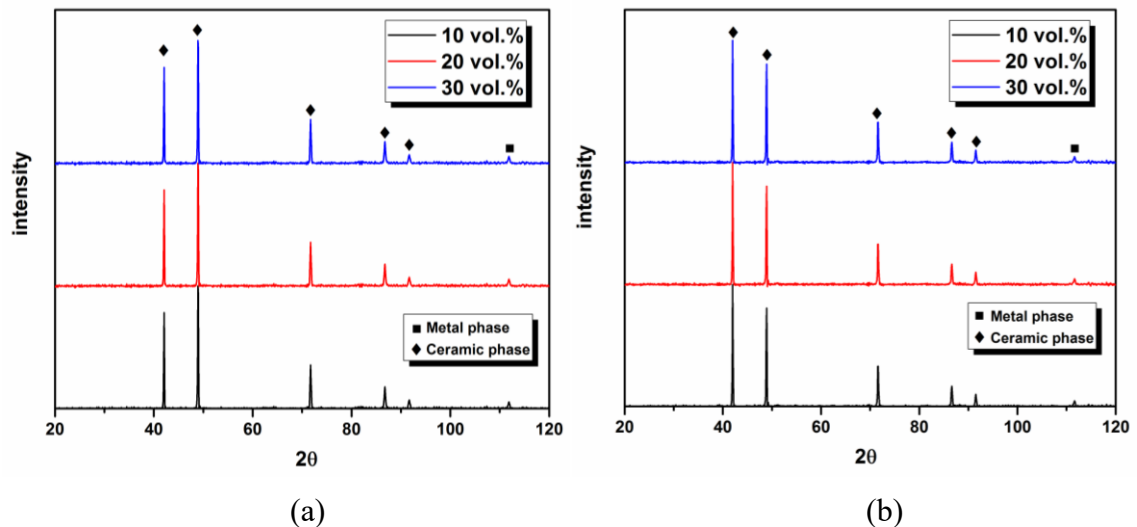 10 vol.%
20 vol.%
30 vol.%
intensity
Metal phase
Ceramic phase
20 40 60 80 100 120
2θ
(a)
10 vol.%
20 vol.%
30 vol.%
intensity
Metal phase
Ceramic phase
20 40 60 80 100 120
2θ
(b)